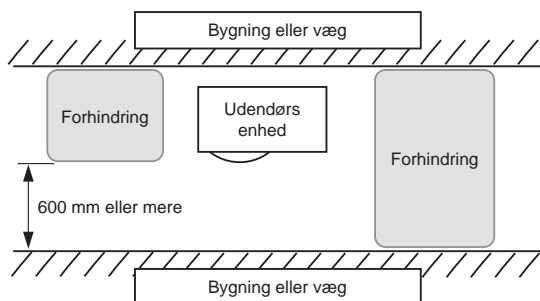 Bygning eller væg
Forhindring
Udendørs
enhed
Forhindring
600 mm eller mere
Bygning eller væg